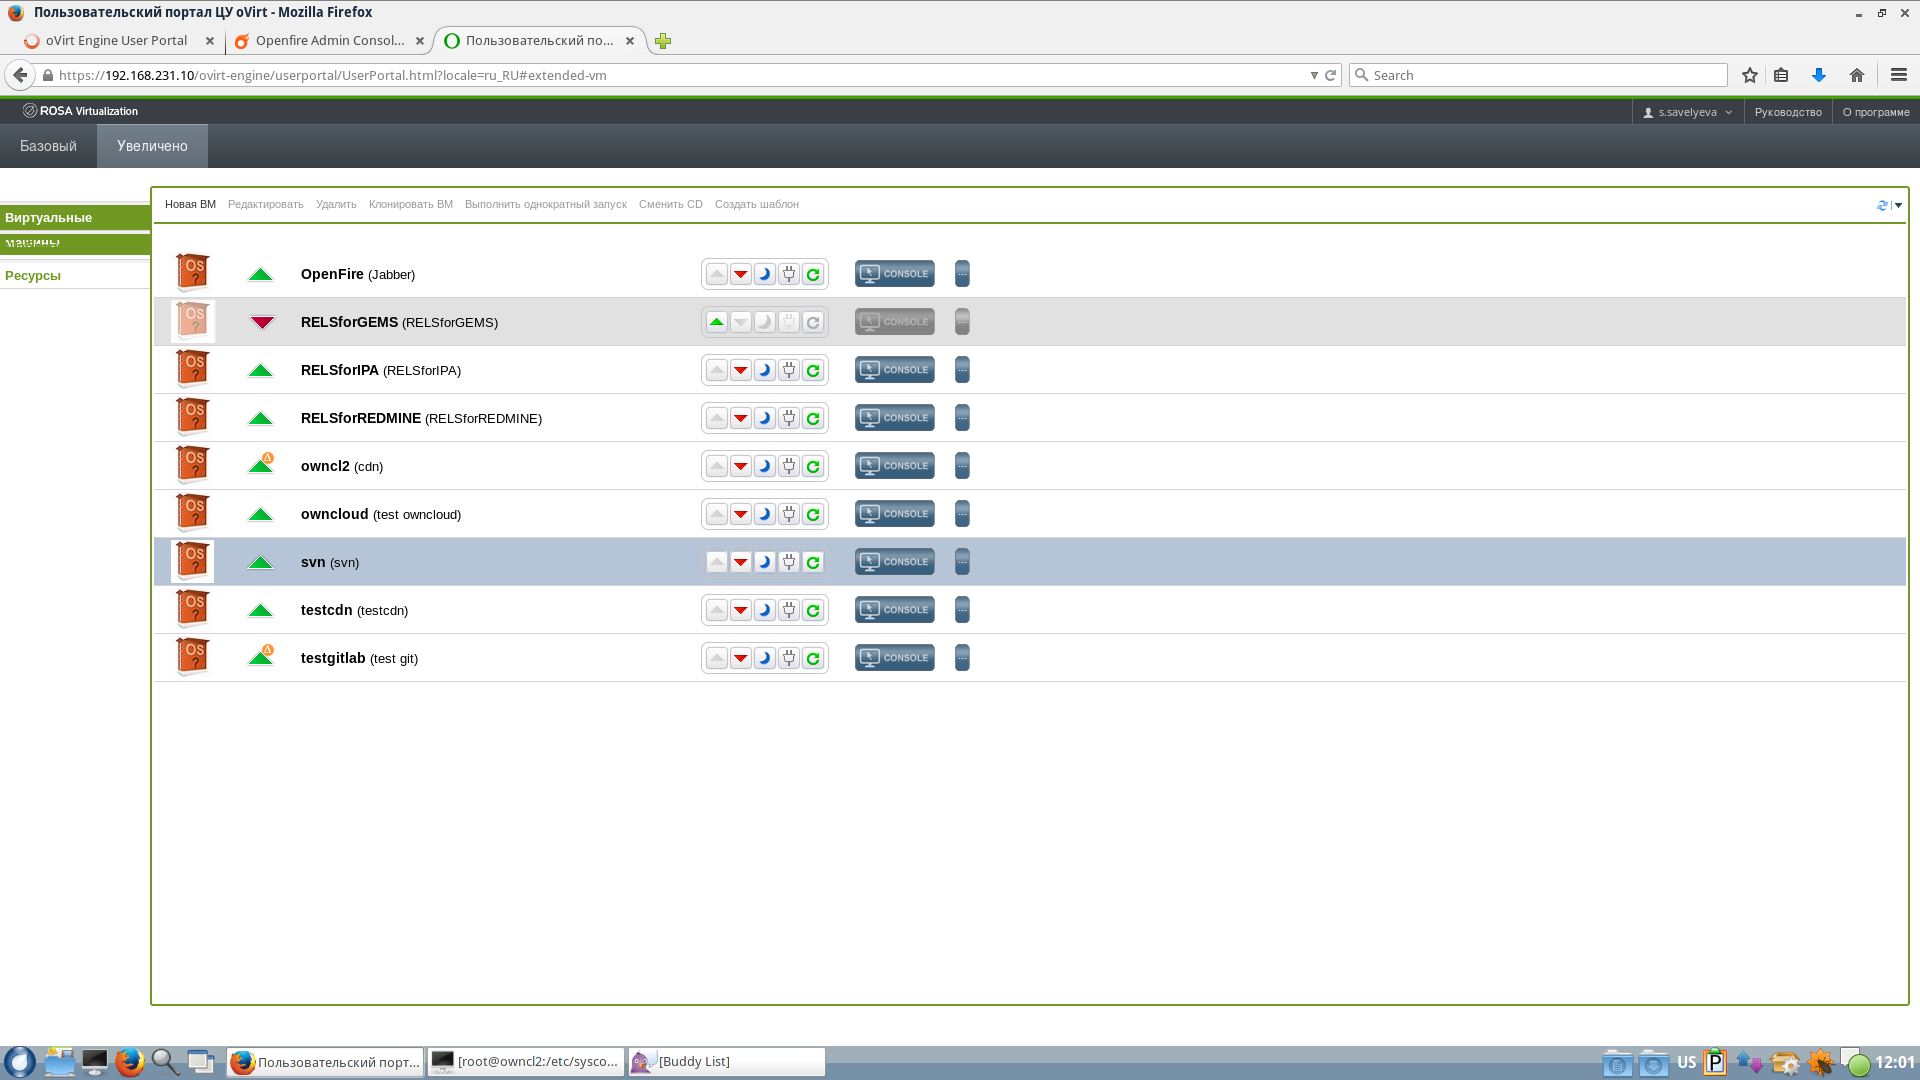 Пользовательский портал ЦУ oVirt - Mozilla Firefox
oVirt Engine User Portal
Openfire Admin Consol...
Пользовательский по...
https://192.168.231.10/ovirt-engine/userportal/UserPortal.html?locale=ru_RU#extended-vm
Search
ROSA Virtualization
s.savelyeva
Руководство
О программе
Базовый
Увеличено
Виртуальные
машины
Ресурсы
Новая ВМ Редактировать Удалить Клонировать ВМ Выполнить однократный запуск Сменить CD Создать шаблон
OS ? OpenFire (Jabber) CONSOLE ...
OS ? RELSforGEMS (RELSforGEMS) CONSOLE ...
OS ? RELSforIPA (RELSforIPA) CONSOLE ...
OS ? RELSforREDMINE (RELSforREDMINE) CONSOLE ...
OS ? owncl2 (cdn) CONSOLE ...
OS ? owncloud (test owncloud) CONSOLE ...
OS ? svn (svn) CONSOLE ...
OS ? testcdn (testcdn) CONSOLE ...
OS ? testgitlab (test git) CONSOLE ...
Пользовательский порт...
[root@owncl2:/etc/sysco...
[Buddy List]
US
P
12:01